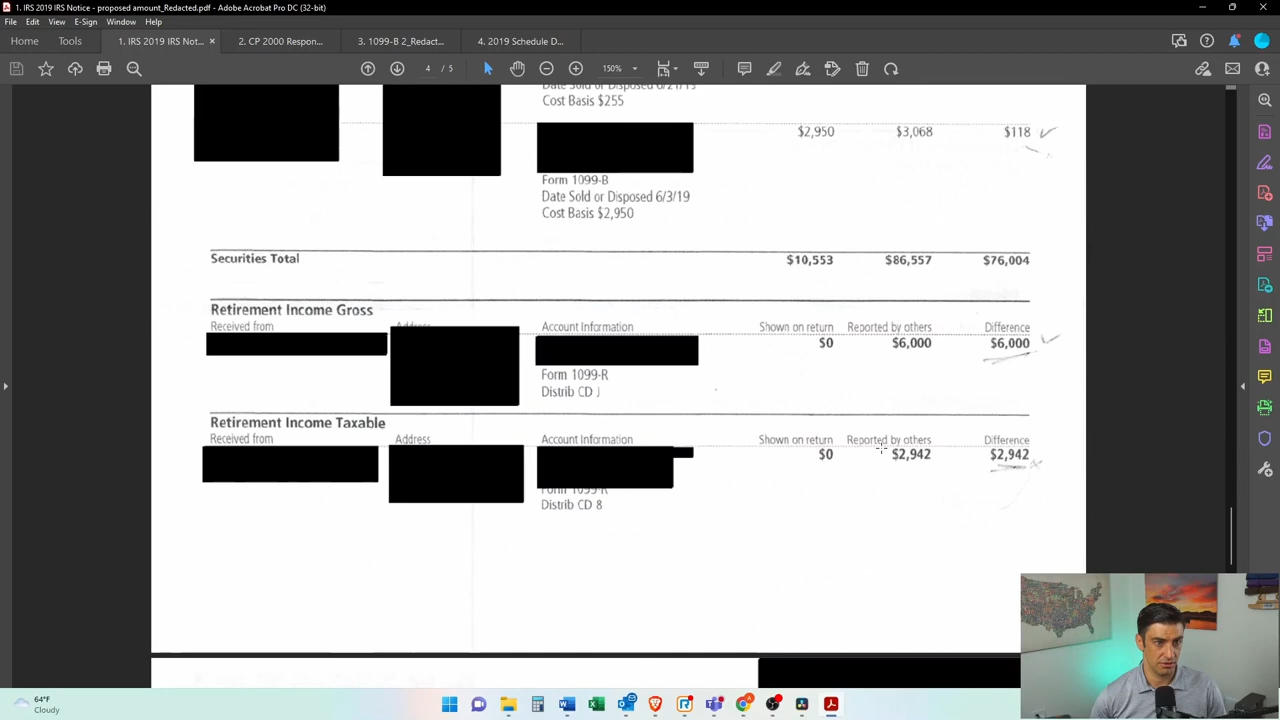 1. IRS 2019 IRS Notice - proposed amount_Redacted.pdf - Adobe Acrobat Pro DC (32-bit)
File Edit View E-Sign Window Help
Home Tools 1. IRS 2019 IRS Not... × 2. CP 2000 Respon... 3. 1099-B 2_Redact... 4. 2019 Schedule D...
4 / 5 150%
Cost Basis $255
$2,950 $3,068 $118
Form 1099-B
Date Sold or Disposed 6/3/19
Cost Basis $2,950
Securities Total $10,553 $86,557 $76,004
Retirement Income Gross
Received from Address Account Information Shown on return Reported by others Difference
$0 $6,000 $6,000
Form 1099-R
Distrib CD J
Retirement Income Taxable
Received from Address Account Information Shown on return Reported by others Difference
$0 $2,942 $2,942
Form 1099-R
Distrib CD 8
64°F
Cloudy